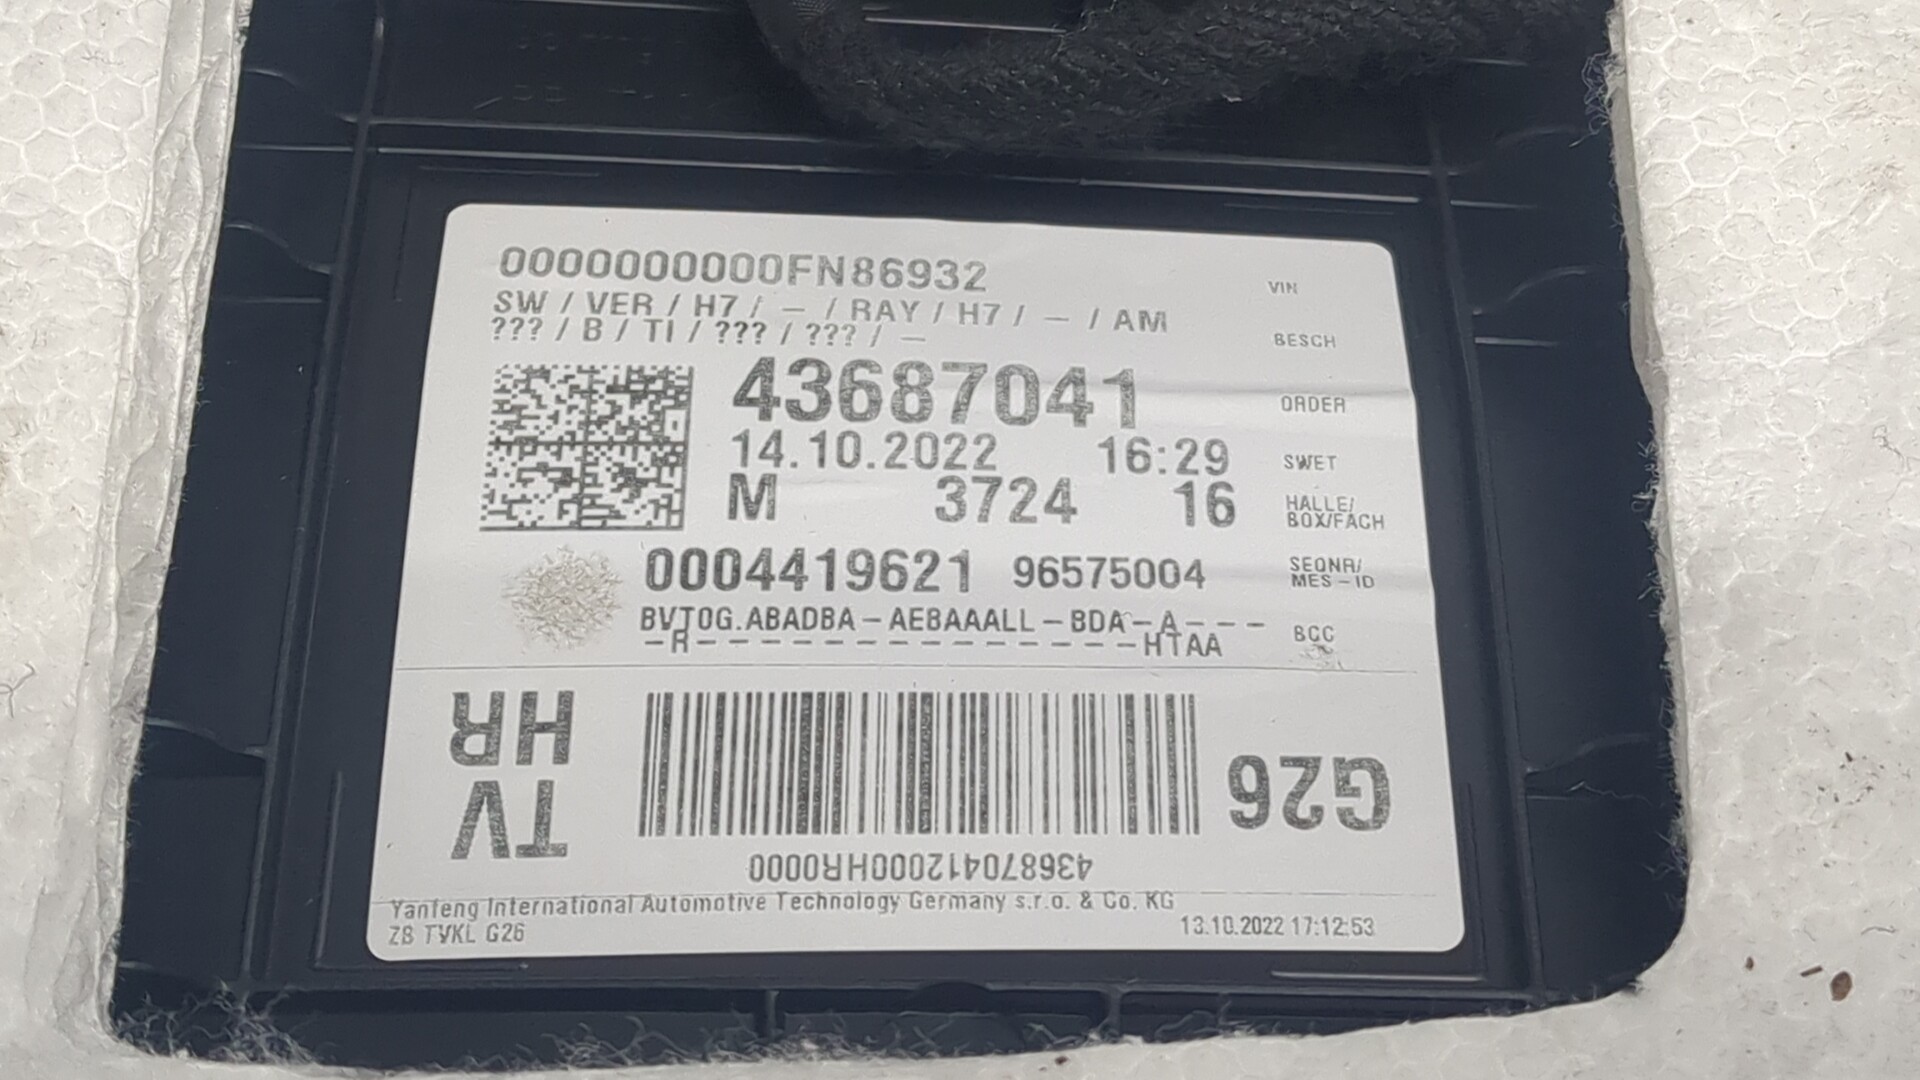 0000000000FN86932 VIN
SW / VER / H7 / – / RAY / H7 / – / AM
??? / B / TI / ??? / ??? / – BESCH
43687041 ORDER
14.10.2022 16:29 SWET
M 3724 16 HALLE/
BOX/FACH
0004419621 96575004 SEQNR/
MES-ID
BVTOG.ABADBA-AEBAAALL-BDA-A---- BCC
-R----------------HTAA
HR
TV
G26
436870412000HR0000
Yanfeng International Automotive Technology Germany s.r.o. & Co. KG
ZB TVKL G26 13.10.2022 17:12:53